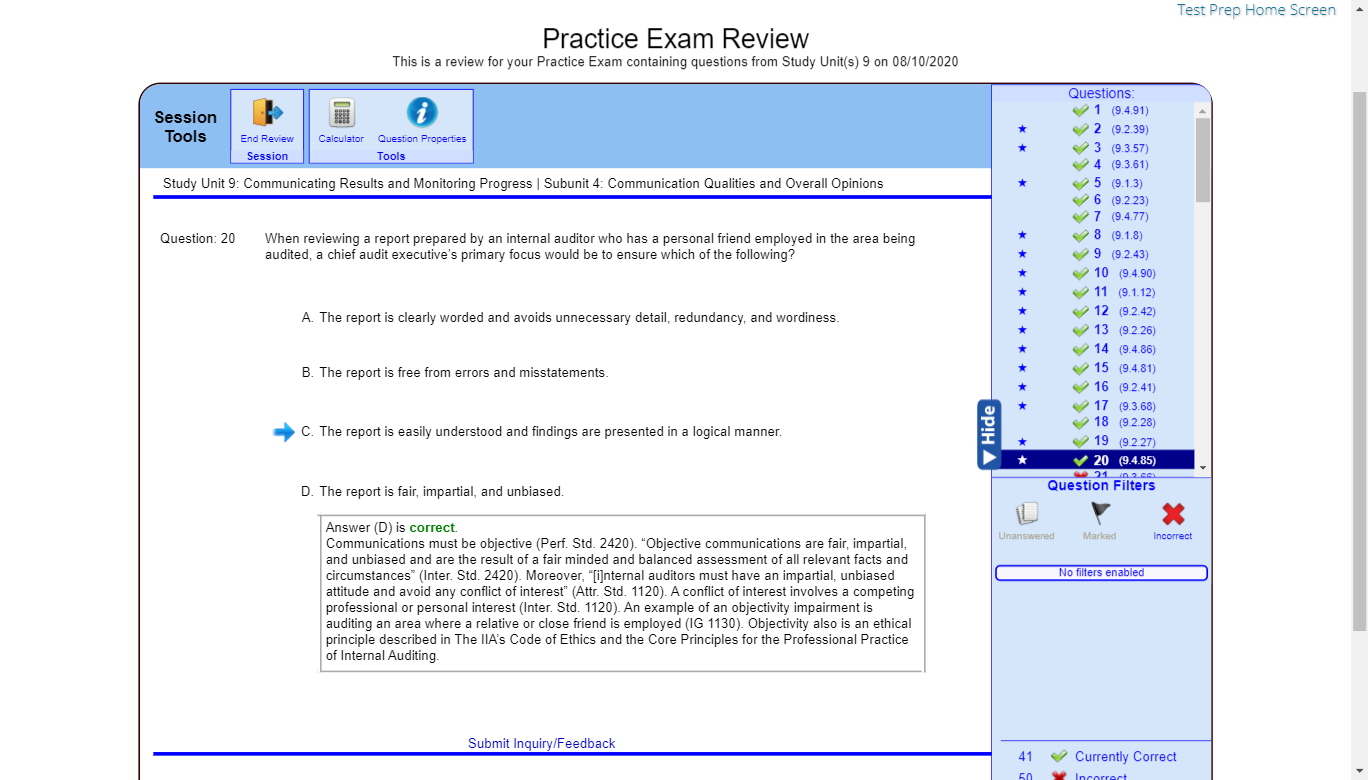 Test Prep Home Screen
Practice Exam Review
This is a review for your Practice Exam containing questions from Study Unit(s) 9 on 08/10/2020
Session
Tools
End Review
Session
Calculator
Question Properties
Tools
Study Unit 9: Communicating Results and Monitoring Progress | Subunit 4: Communication Qualities and Overall Opinions
Question: 20
When reviewing a report prepared by an internal auditor who has a personal friend employed in the area being
audited, a chief audit executive's primary focus would be to ensure which of the following?
A. The report is clearly worded and avoids unnecessary detail, redundancy, and wordiness.
B. The report is free from errors and misstatements.
C. The report is easily understood and findings are presented in a logical manner.
D. The report is fair, impartial, and unbiased.
Answer (D) is correct.
Communications must be objective (Perf. Std. 2420). “Objective communications are fair, impartial,
and unbiased and are the result of a fair minded and balanced assessment of all relevant facts and
circumstances” (Inter. Std. 2420). Moreover, “[i]nternal auditors must have an impartial, unbiased
attitude and avoid any conflict of interest” (Attr. Std. 1120). A conflict of interest involves a competing
professional or personal interest (Inter. Std. 1120). An example of an objectivity impairment is
auditing an area where a relative or close friend is employed (IG 1130). Objectivity also is an ethical
principle described in The IIA’s Code of Ethics and the Core Principles for the Professional Practice
of Internal Auditing.
Submit Inquiry/Feedback
Questions:
1 (9.4.91)
2 (9.2.39)
3 (9.3.57)
4 (9.3.61)
5 (9.1.3)
6 (9.2.23)
7 (9.4.77)
8 (9.1.8)
9 (9.2.43)
10 (9.4.90)
11 (9.1.12)
12 (9.2.42)
13 (9.2.26)
14 (9.4.86)
15 (9.4.81)
16 (9.2.41)
17 (9.3.68)
18 (9.2.28)
19 (9.2.27)
20 (9.4.85)
21 (9.3.66)
Hide
Question Filters
Unanswered
Marked
Incorrect
No filters enabled
41 Currently Correct
50 Incorrect